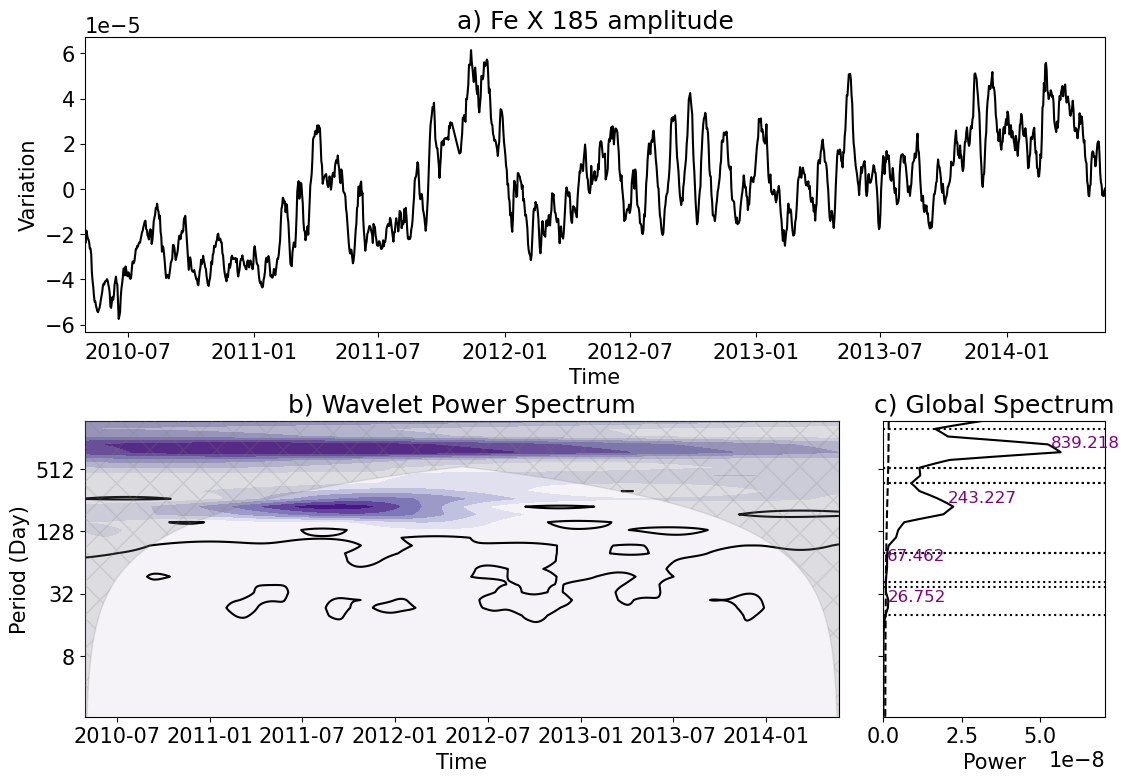 a) Fe X 185 amplitude
1e−5
6
4
2
0
−2
−4
−6
Variation
2010-07 2011-01 2011-07 2012-01 2012-07 2013-01 2013-07 2014-01
Time
b) Wavelet Power Spectrum
512
128
32
8
Period (Day)
2010-07 2011-01 2011-07 2012-01 2012-07 2013-01 2013-07 2014-01
Time
c) Global Spectrum
839.218
243.227
67.462
26.752
0.0 2.5 5.0
Power 1e−8